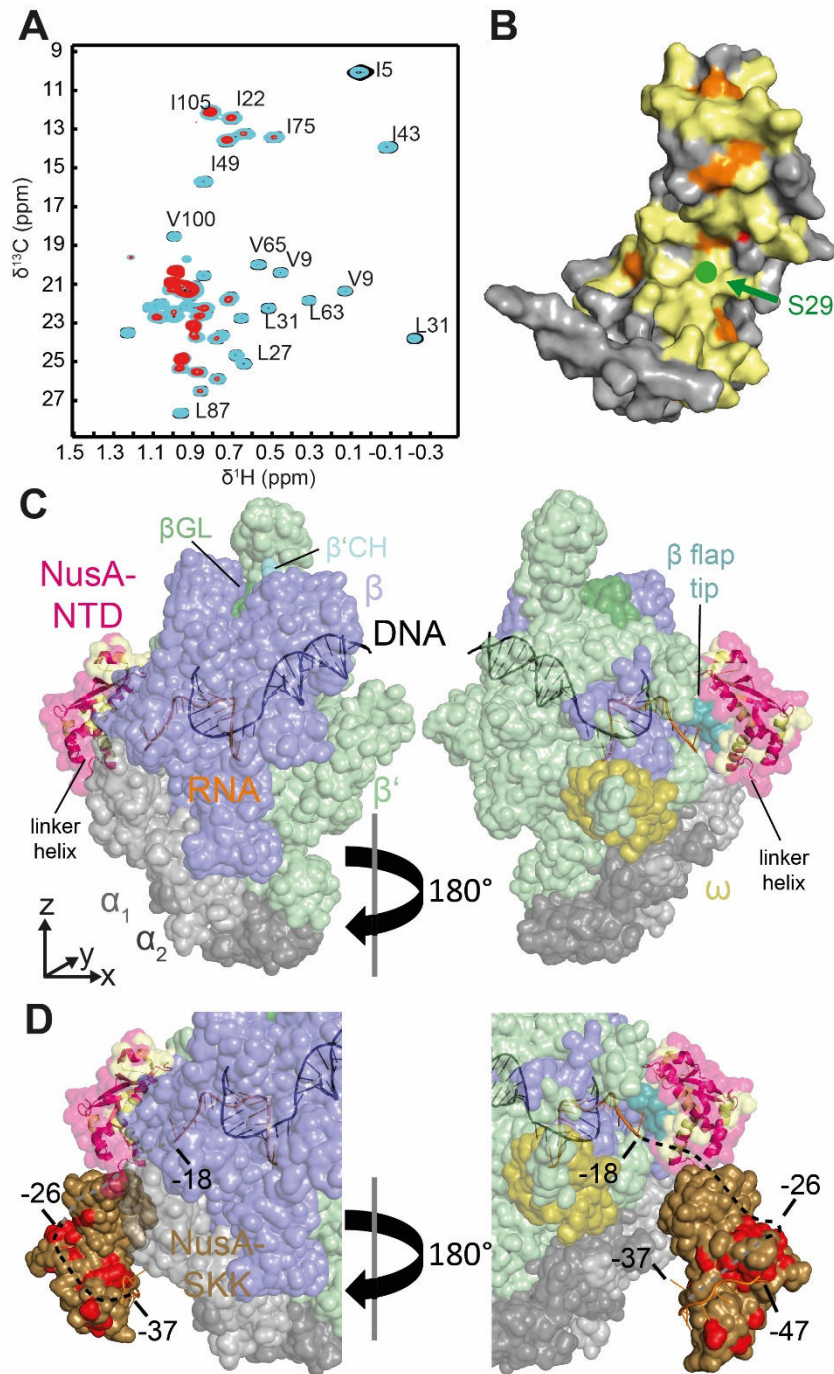 A
9
11
13
15
17
19
21
23
25
27
δ¹³C (ppm)
I5
I105
I22
I75
I43
I49
V100
V65
V9
V9
L31
L63
L31
L27
L87
1.5 1.3 1.1 0.9 0.7 0.5 0.3 0.1 -0.1 -0.3
δ¹H (ppm)
B
S29
C
βGL
β'CH
NusA-
NTD
β
DNA
β flap
tip
RNA
β'
linker
helix
linker
helix
180°
ω
α₁
α₂
z
y
x
D
-18
-26
NusA-
SKK
-37
180°
-18
-26
-37
-47